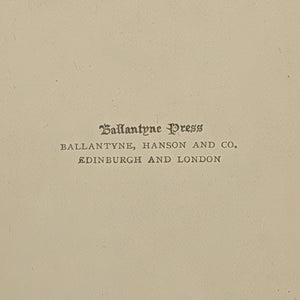 Ballantyne Press
BALLANTYNE, HANSON AND CO.
EDINBURGH AND LONDON